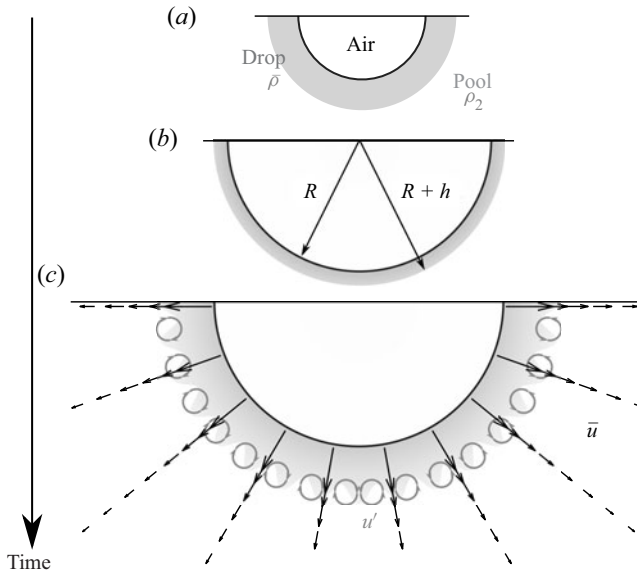 (a)
Air
Drop
ρ̄
Pool
ρ₂
(b)
R
R + h
(c)
ū
u′
Time